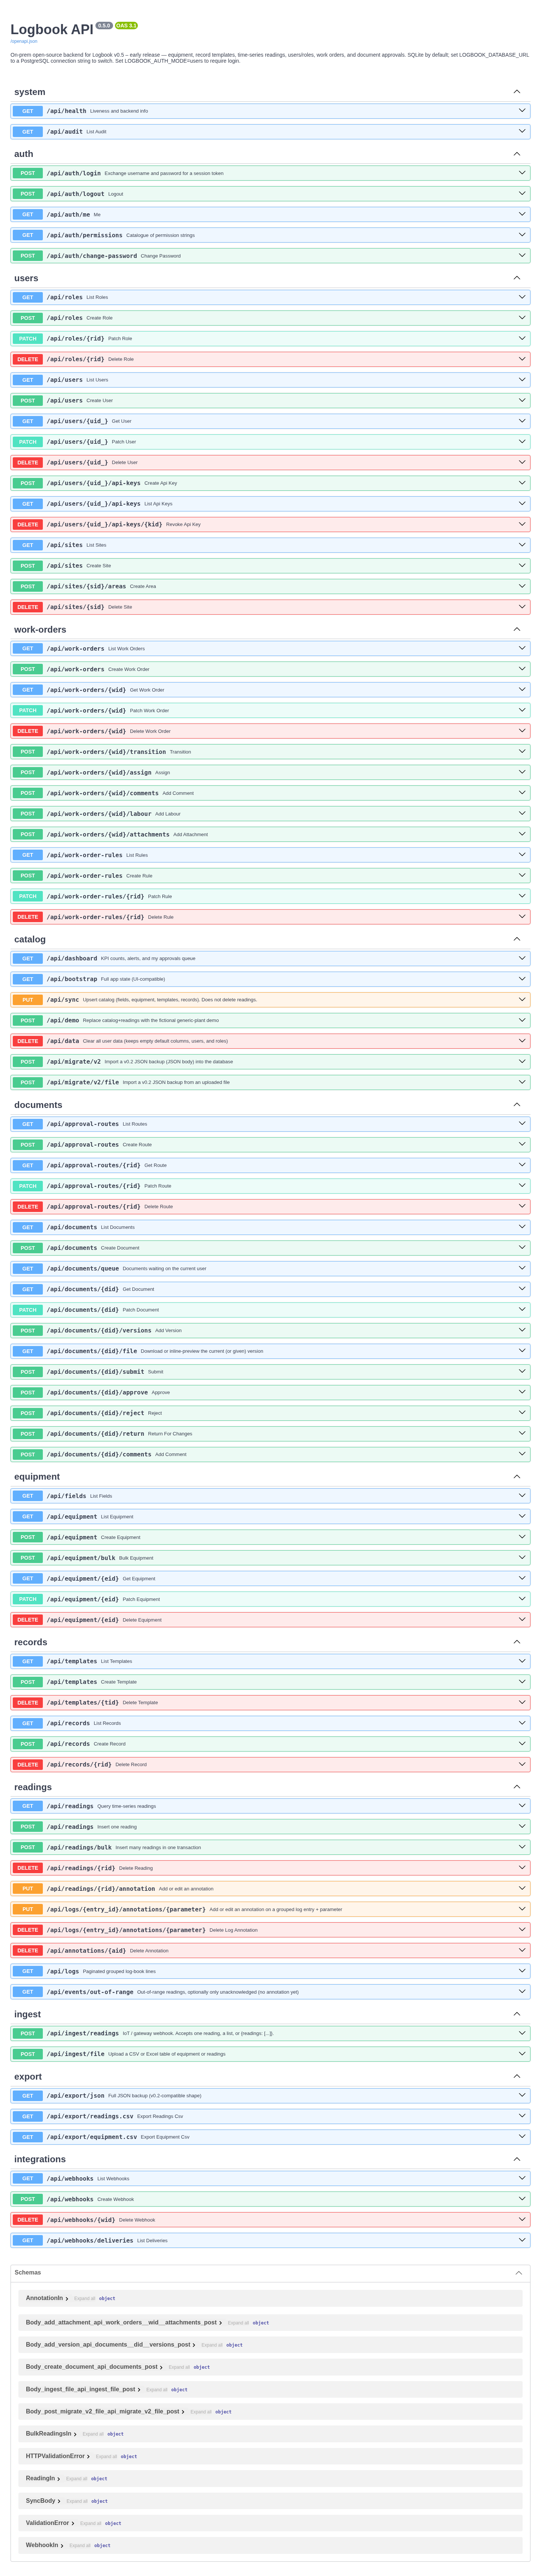 Logbook API 0.5.0 OAS 3.1
/openapi.json
On-prem open-source backend for Logbook v0.5 – early release — equipment, record templates, time-series readings, users/roles, work orders, and document approvals. SQLite by default; set LOGBOOK_DATABASE_URL
to a PostgreSQL connection string to switch. Set LOGBOOK_AUTH_MODE=users to require login.
system
GET /api/health Liveness and backend info
GET /api/audit List Audit
auth
POST /api/auth/login Exchange username and password for a session token
POST /api/auth/logout Logout
GET /api/auth/me Me
GET /api/auth/permissions Catalogue of permission strings
POST /api/auth/change-password Change Password
users
GET /api/roles List Roles
POST /api/roles Create Role
PATCH /api/roles/{rid} Patch Role
DELETE /api/roles/{rid} Delete Role
GET /api/users List Users
POST /api/users Create User
GET /api/users/{uid_} Get User
PATCH /api/users/{uid_} Patch User
DELETE /api/users/{uid_} Delete User
POST /api/users/{uid_}/api-keys Create Api Key
GET /api/users/{uid_}/api-keys List Api Keys
DELETE /api/users/{uid_}/api-keys/{kid} Revoke Api Key
GET /api/sites List Sites
POST /api/sites Create Site
POST /api/sites/{sid}/areas Create Area
DELETE /api/sites/{sid} Delete Site
work-orders
GET /api/work-orders List Work Orders
POST /api/work-orders Create Work Order
GET /api/work-orders/{wid} Get Work Order
PATCH /api/work-orders/{wid} Patch Work Order
DELETE /api/work-orders/{wid} Delete Work Order
POST /api/work-orders/{wid}/transition Transition
POST /api/work-orders/{wid}/assign Assign
POST /api/work-orders/{wid}/comments Add Comment
POST /api/work-orders/{wid}/labour Add Labour
POST /api/work-orders/{wid}/attachments Add Attachment
GET /api/work-order-rules List Rules
POST /api/work-order-rules Create Rule
PATCH /api/work-order-rules/{rid} Patch Rule
DELETE /api/work-order-rules/{rid} Delete Rule
catalog
GET /api/dashboard KPI counts, alerts, and my approvals queue
GET /api/bootstrap Full app state (UI-compatible)
PUT /api/sync Upsert catalog (fields, equipment, templates, records). Does not delete readings.
POST /api/demo Replace catalog+readings with the fictional generic-plant demo
DELETE /api/data Clear all user data (keeps empty default columns, users, and roles)
POST /api/migrate/v2 Import a v0.2 JSON backup (JSON body) into the database
POST /api/migrate/v2/file Import a v0.2 JSON backup from an uploaded file
documents
GET /api/approval-routes List Routes
POST /api/approval-routes Create Route
GET /api/approval-routes/{rid} Get Route
PATCH /api/approval-routes/{rid} Patch Route
DELETE /api/approval-routes/{rid} Delete Route
GET /api/documents List Documents
POST /api/documents Create Document
GET /api/documents/queue Documents waiting on the current user
GET /api/documents/{did} Get Document
PATCH /api/documents/{did} Patch Document
POST /api/documents/{did}/versions Add Version
GET /api/documents/{did}/file Download or inline-preview the current (or given) version
POST /api/documents/{did}/submit Submit
POST /api/documents/{did}/approve Approve
POST /api/documents/{did}/reject Reject
POST /api/documents/{did}/return Return For Changes
POST /api/documents/{did}/comments Add Comment
equipment
GET /api/fields List Fields
GET /api/equipment List Equipment
POST /api/equipment Create Equipment
POST /api/equipment/bulk Bulk Equipment
GET /api/equipment/{eid} Get Equipment
PATCH /api/equipment/{eid} Patch Equipment
DELETE /api/equipment/{eid} Delete Equipment
records
GET /api/templates List Templates
POST /api/templates Create Template
DELETE /api/templates/{tid} Delete Template
GET /api/records List Records
POST /api/records Create Record
DELETE /api/records/{rid} Delete Record
readings
GET /api/readings Query time-series readings
POST /api/readings Insert one reading
POST /api/readings/bulk Insert many readings in one transaction
DELETE /api/readings/{rid} Delete Reading
PUT /api/readings/{rid}/annotation Add or edit an annotation
PUT /api/logs/{entry_id}/annotations/{parameter} Add or edit an annotation on a grouped log entry + parameter
DELETE /api/logs/{entry_id}/annotations/{parameter} Delete Log Annotation
DELETE /api/annotations/{aid} Delete Annotation
GET /api/logs Paginated grouped log-book lines
GET /api/events/out-of-range Out-of-range readings, optionally only unacknowledged (no annotation yet)
ingest
POST /api/ingest/readings IoT / gateway webhook. Accepts one reading, a list, or {readings: [...]}.
POST /api/ingest/file Upload a CSV or Excel table of equipment or readings
export
GET /api/export/json Full JSON backup (v0.2-compatible shape)
GET /api/export/readings.csv Export Readings Csv
GET /api/export/equipment.csv Export Equipment Csv
integrations
GET /api/webhooks List Webhooks
POST /api/webhooks Create Webhook
DELETE /api/webhooks/{wid} Delete Webhook
GET /api/webhooks/deliveries List Deliveries
Schemas
AnnotationIn Expand all object
Body_add_attachment_api_work_orders__wid__attachments_post Expand all object
Body_add_version_api_documents__did__versions_post Expand all object
Body_create_document_api_documents_post Expand all object
Body_ingest_file_api_ingest_file_post Expand all object
Body_post_migrate_v2_file_api_migrate_v2_file_post Expand all object
BulkReadingsIn Expand all object
HTTPValidationError Expand all object
ReadingIn Expand all object
SyncBody Expand all object
ValidationError Expand all object
WebhookIn Expand all object